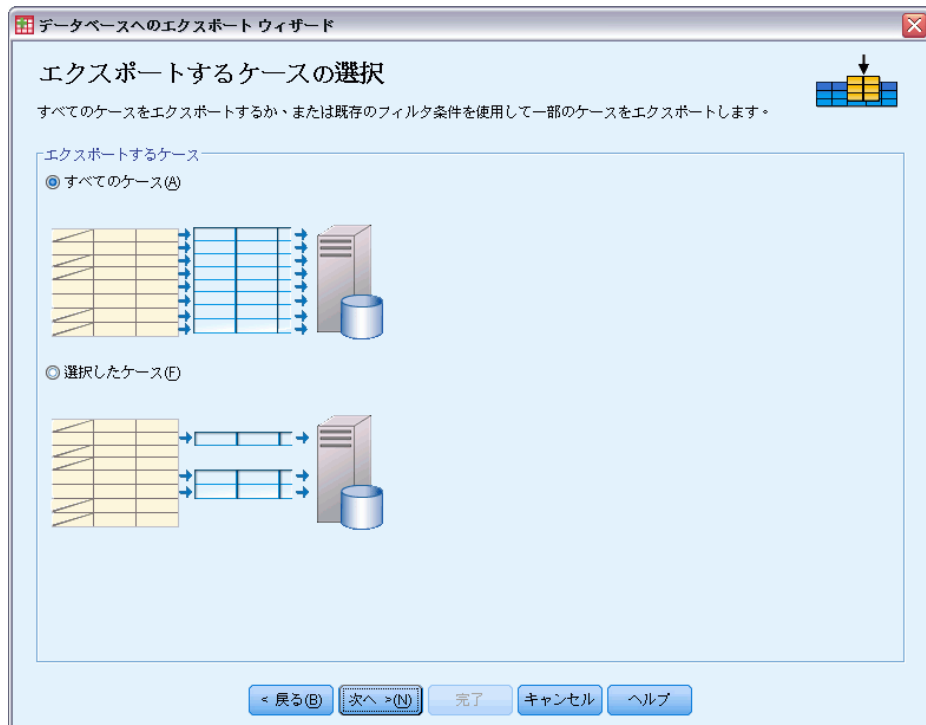 データベースへのエクスポート ウィザード
エクスポートするケースの選択
すべてのケースをエクスポートするか、または既存のフィルタ条件を使用して一部のケースをエクスポートします。
エクスポートするケース
すべてのケース(A)
選択したケース(F)
< 戻る(B) 次へ >(N) 完了 キャンセル ヘルプ